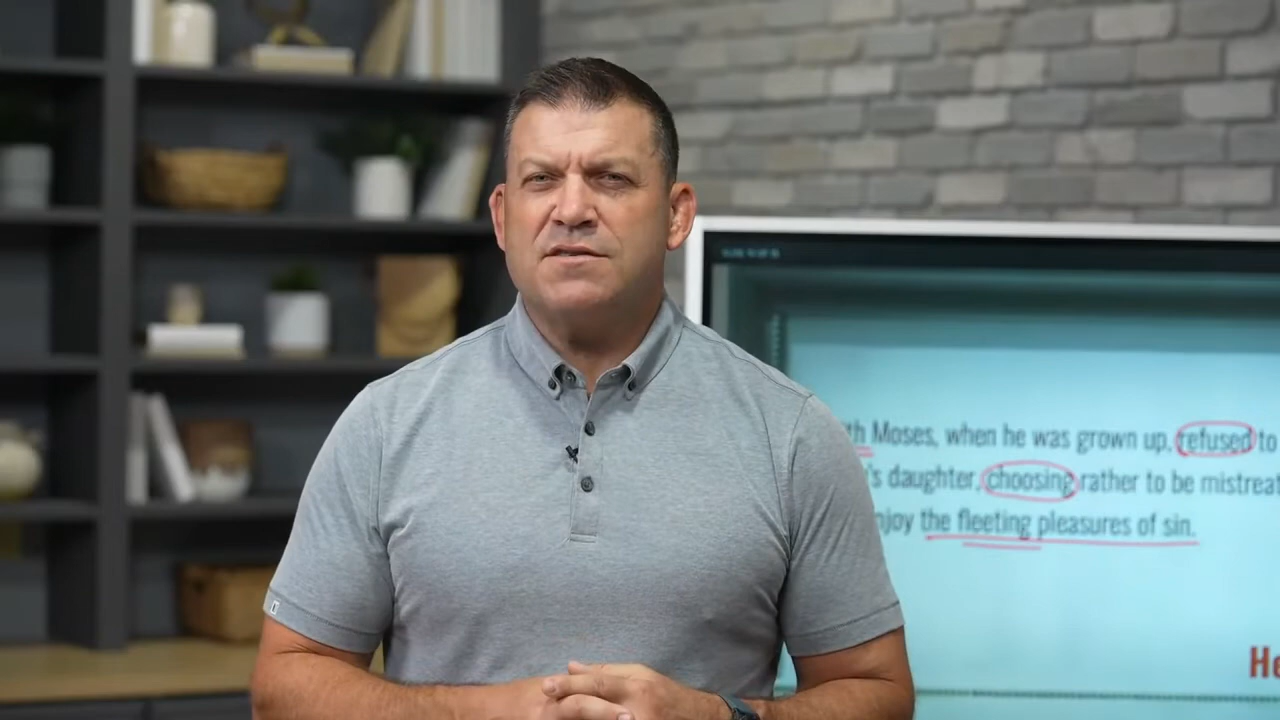 th Moses, when he was grown up, refused to
's daughter, choosing rather to be mistreat
njoy the fleeting pleasures of sin.
He